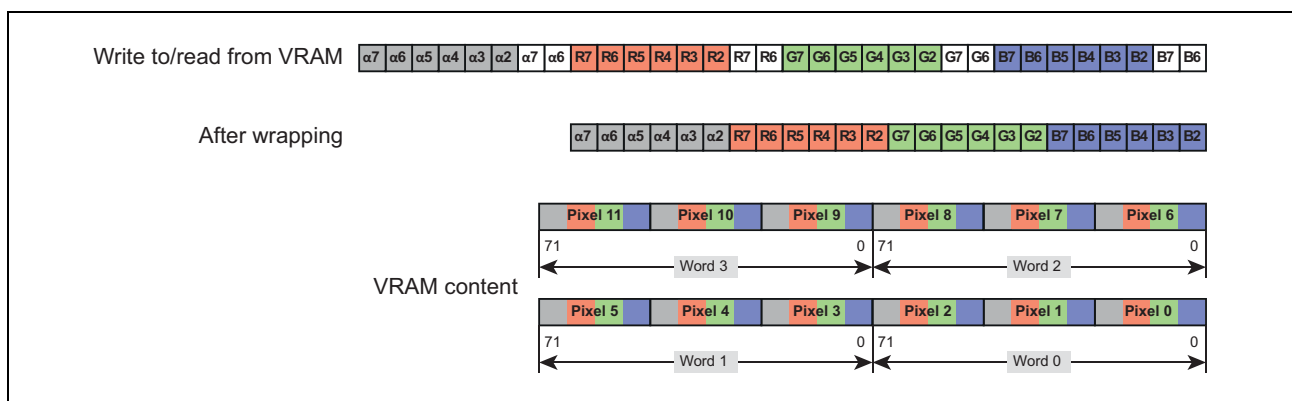 Write to/read from VRAM α7 α6 α5 α4 α3 α2 α7 α6 R7 R6 R5 R4 R3 R2 R7 R6 G7 G6 G5 G4 G3 G2 G7 G6 B7 B6 B5 B4 B3 B2 B7 B6
After wrapping α7 α6 α5 α4 α3 α2 R7 R6 R5 R4 R3 R2 G7 G6 G5 G4 G3 G2 B7 B6 B5 B4 B3 B2
Pixel 11 Pixel 10 Pixel 9 Pixel 8 Pixel 7 Pixel 6
71 0 71 0
Word 3 Word 2
VRAM content
Pixel 5 Pixel 4 Pixel 3 Pixel 2 Pixel 1 Pixel 0
71 0 71 0
Word 1 Word 0